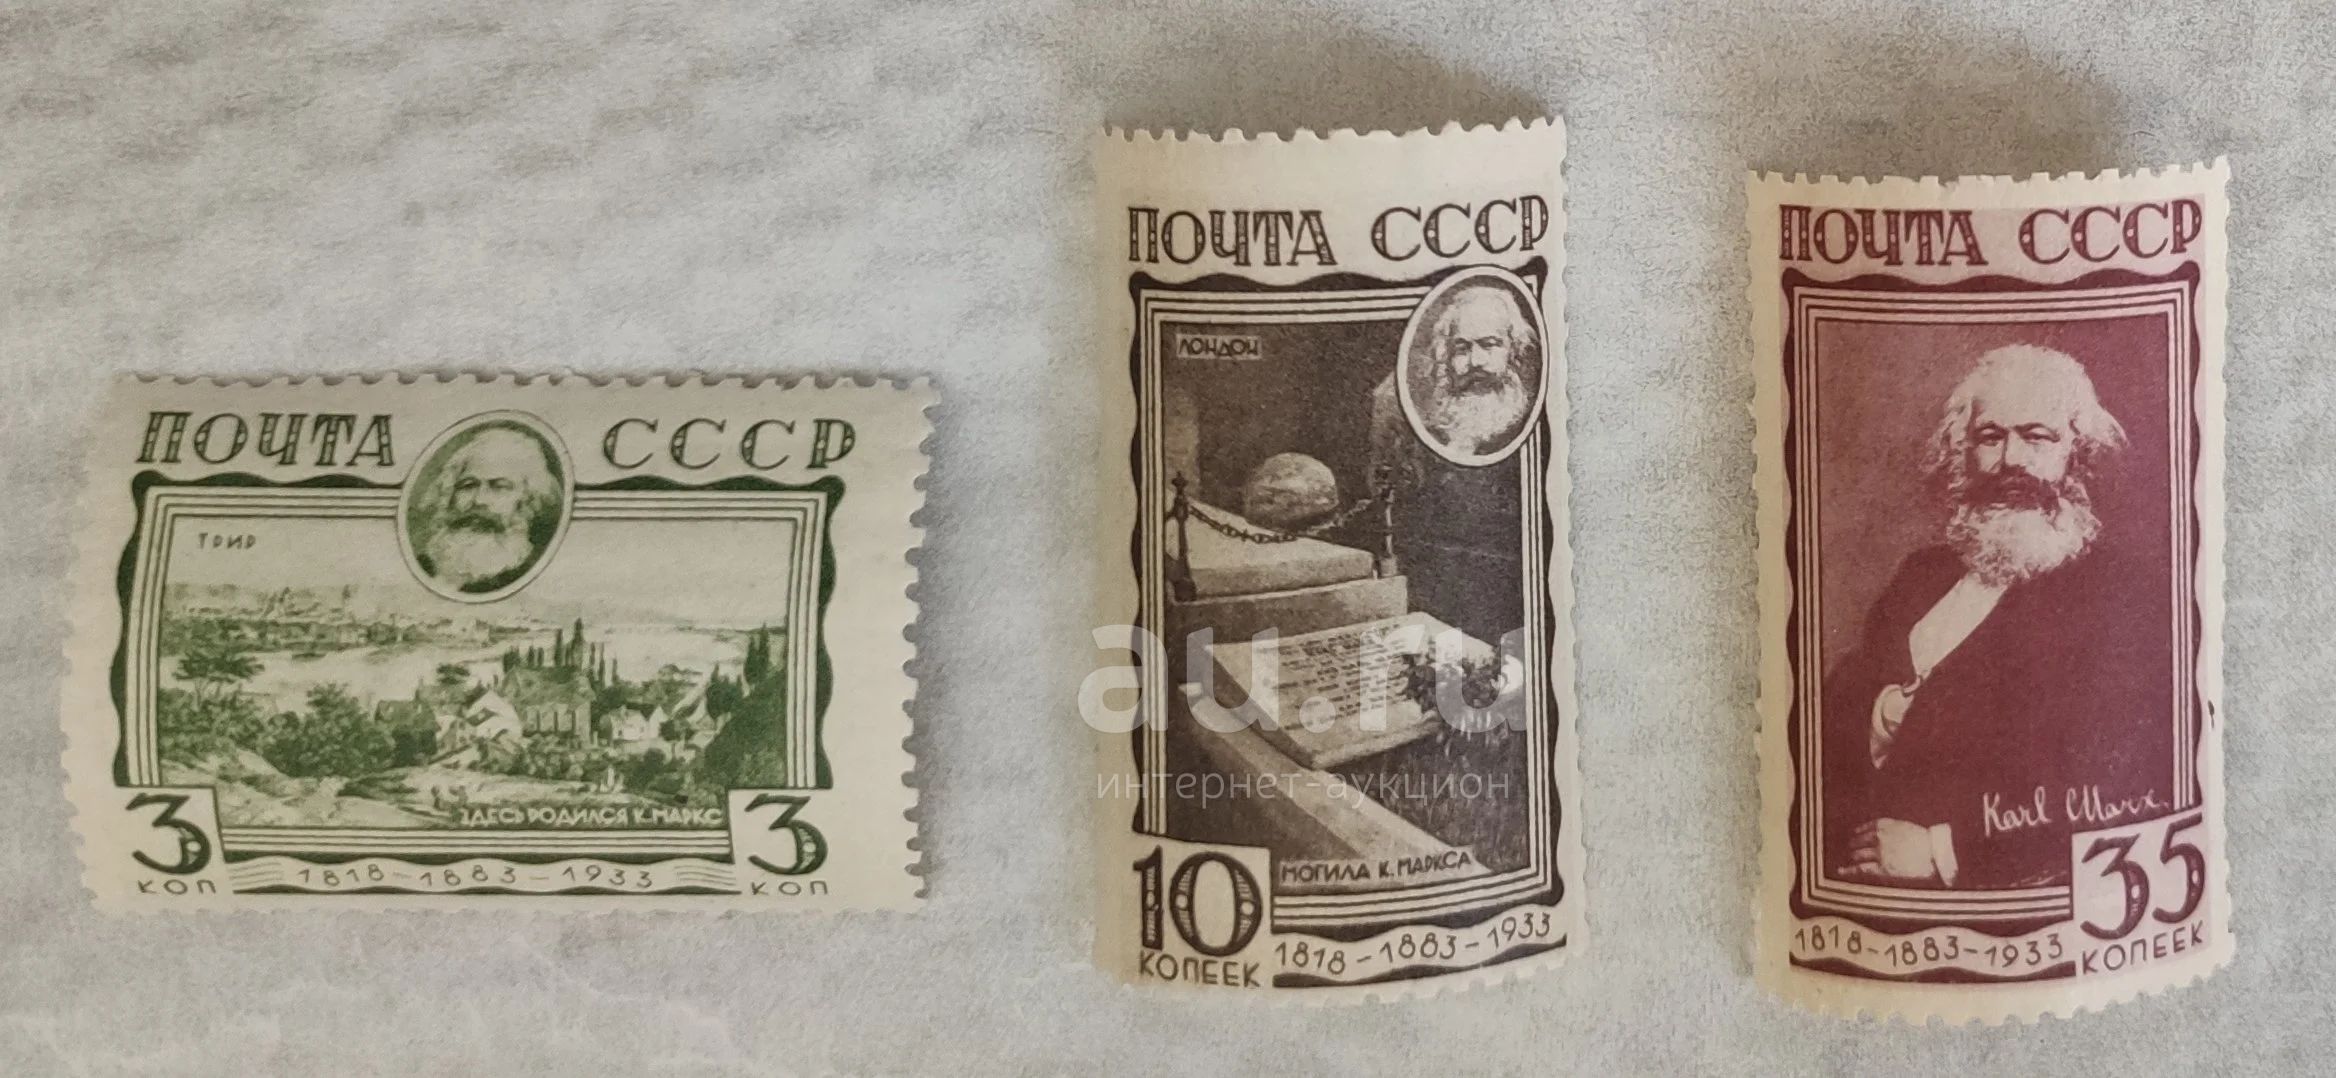 ПОЧТА СССР
ТРИР
ЗДЕСЬ РОДИЛСЯ К. МАРКС
3 3
КОП КОП
1818-1883-1933
ПОЧТА СССР
ЛОНДОН
МОГИЛА К. МАРКСА
10
КОПЕЕК
1818-1883-1933
ПОЧТА СССР
Karl Marx
35
КОПЕЕК
1818-1883-1933
au.ru
интернет-аукцион